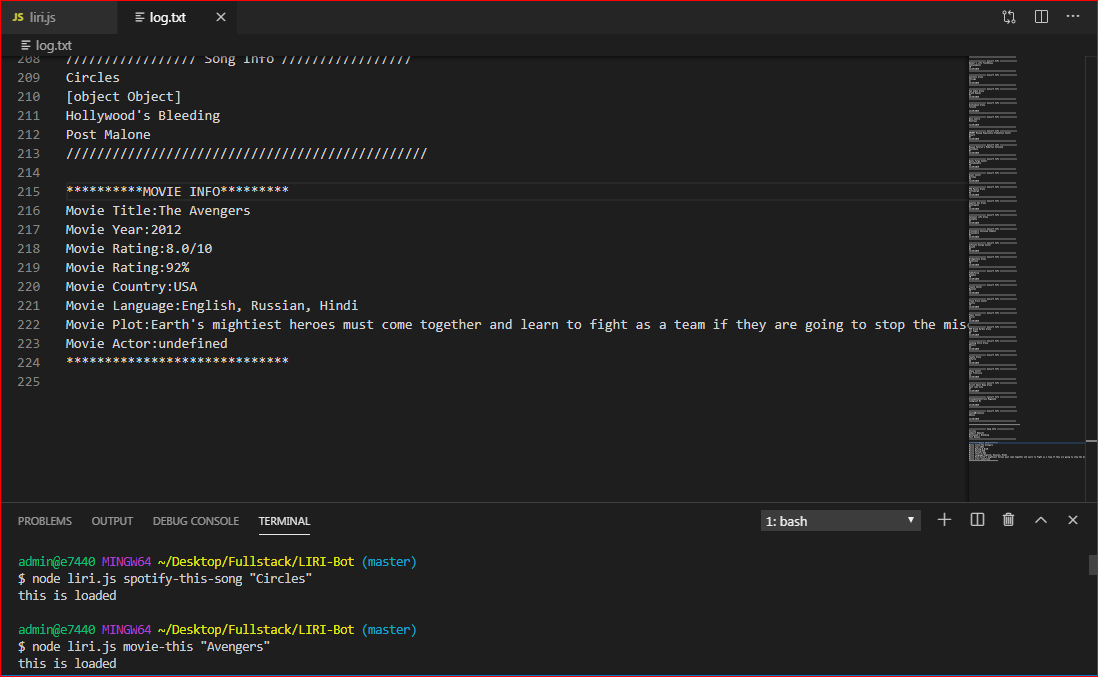 JS liri.js
log.txt
log.txt
208 ///////////////// Song Info /////////////////
209 Circles
210 [object Object]
211 Hollywood's Bleeding
212 Post Malone
213 ///////////////////////////////////////////////
214
215 **********MOVIE INFO*********
216 Movie Title:The Avengers
217 Movie Year:2012
218 Movie Rating:8.0/10
219 Movie Rating:92%
220 Movie Country:USA
221 Movie Language:English, Russian, Hindi
222 Movie Plot:Earth's mightiest heroes must come together and learn to fight as a team if they are going to stop the mis
223 Movie Actor:undefined
224 *****************************
225
PROBLEMS OUTPUT DEBUG CONSOLE TERMINAL 1: bash
admin@e7440 MINGW64 ~/Desktop/Fullstack/LIRI-Bot (master)
$ node liri.js spotify-this-song "Circles"
this is loaded
admin@e7440 MINGW64 ~/Desktop/Fullstack/LIRI-Bot (master)
$ node liri.js movie-this "Avengers"
this is loaded